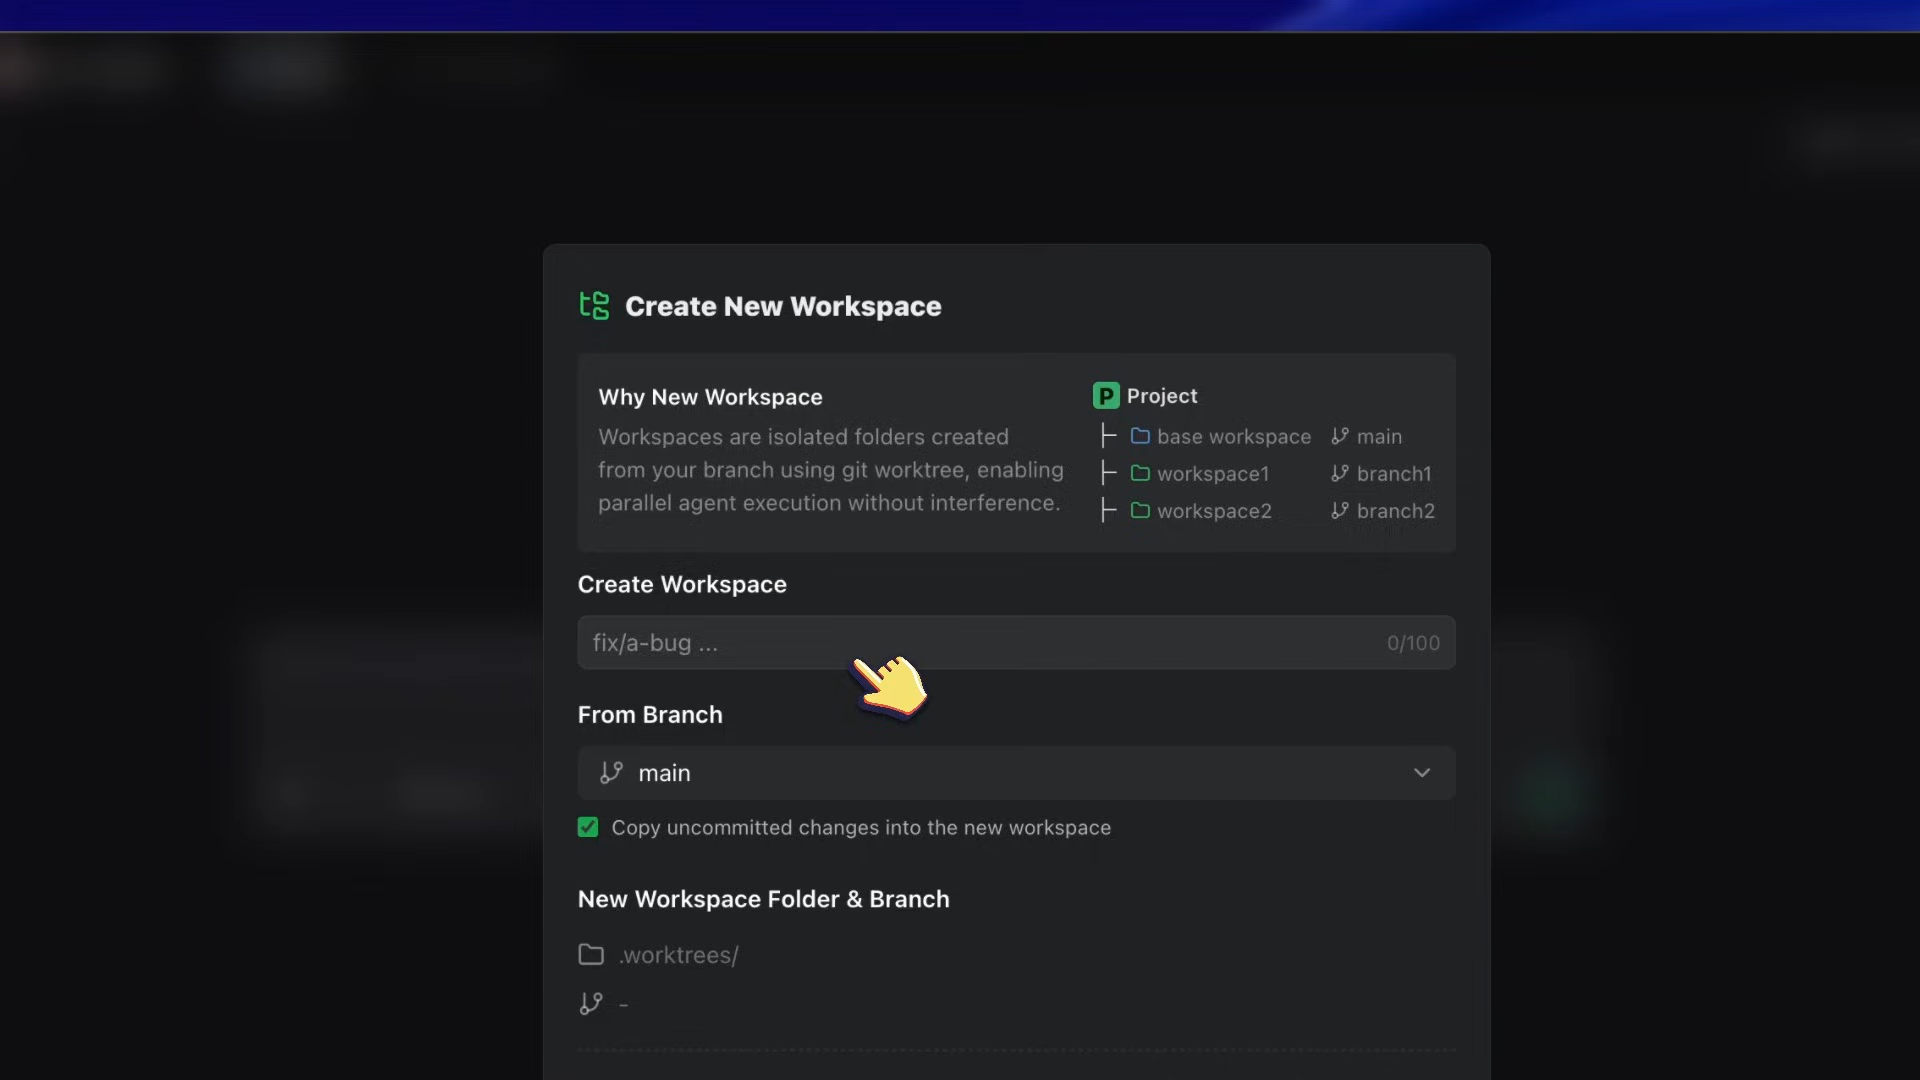 Create New Workspace
Why New Workspace
Workspaces are isolated folders created
from your branch using git worktree, enabling
parallel agent execution without interference.
P Project
base workspace main
workspace1 branch1
workspace2 branch2
Create Workspace
fix/a-bug ... 0/100
From Branch
main
Copy uncommitted changes into the new workspace
New Workspace Folder & Branch
.worktrees/
-